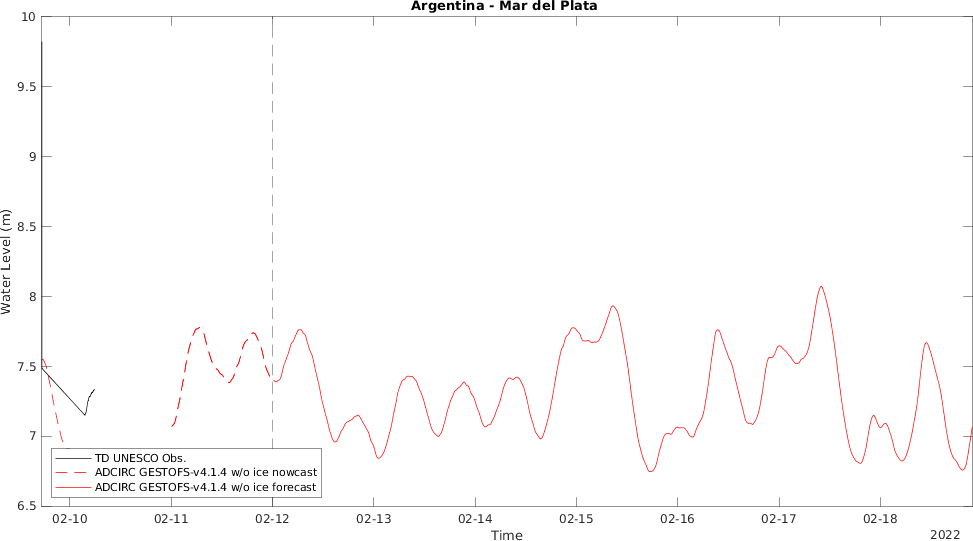 Argentina - Mar del Plata
10
9.5
9
8.5
8
7.5
7
6.5
Water Level (m)
TD UNESCO Obs.
ADCIRC GESTOFS-v4.1.4 w/o ice nowcast
ADCIRC GESTOFS-v4.1.4 w/o ice forecast
02-10 02-11 02-12 02-13 02-14 02-15 02-16 02-17 02-18
Time
2022